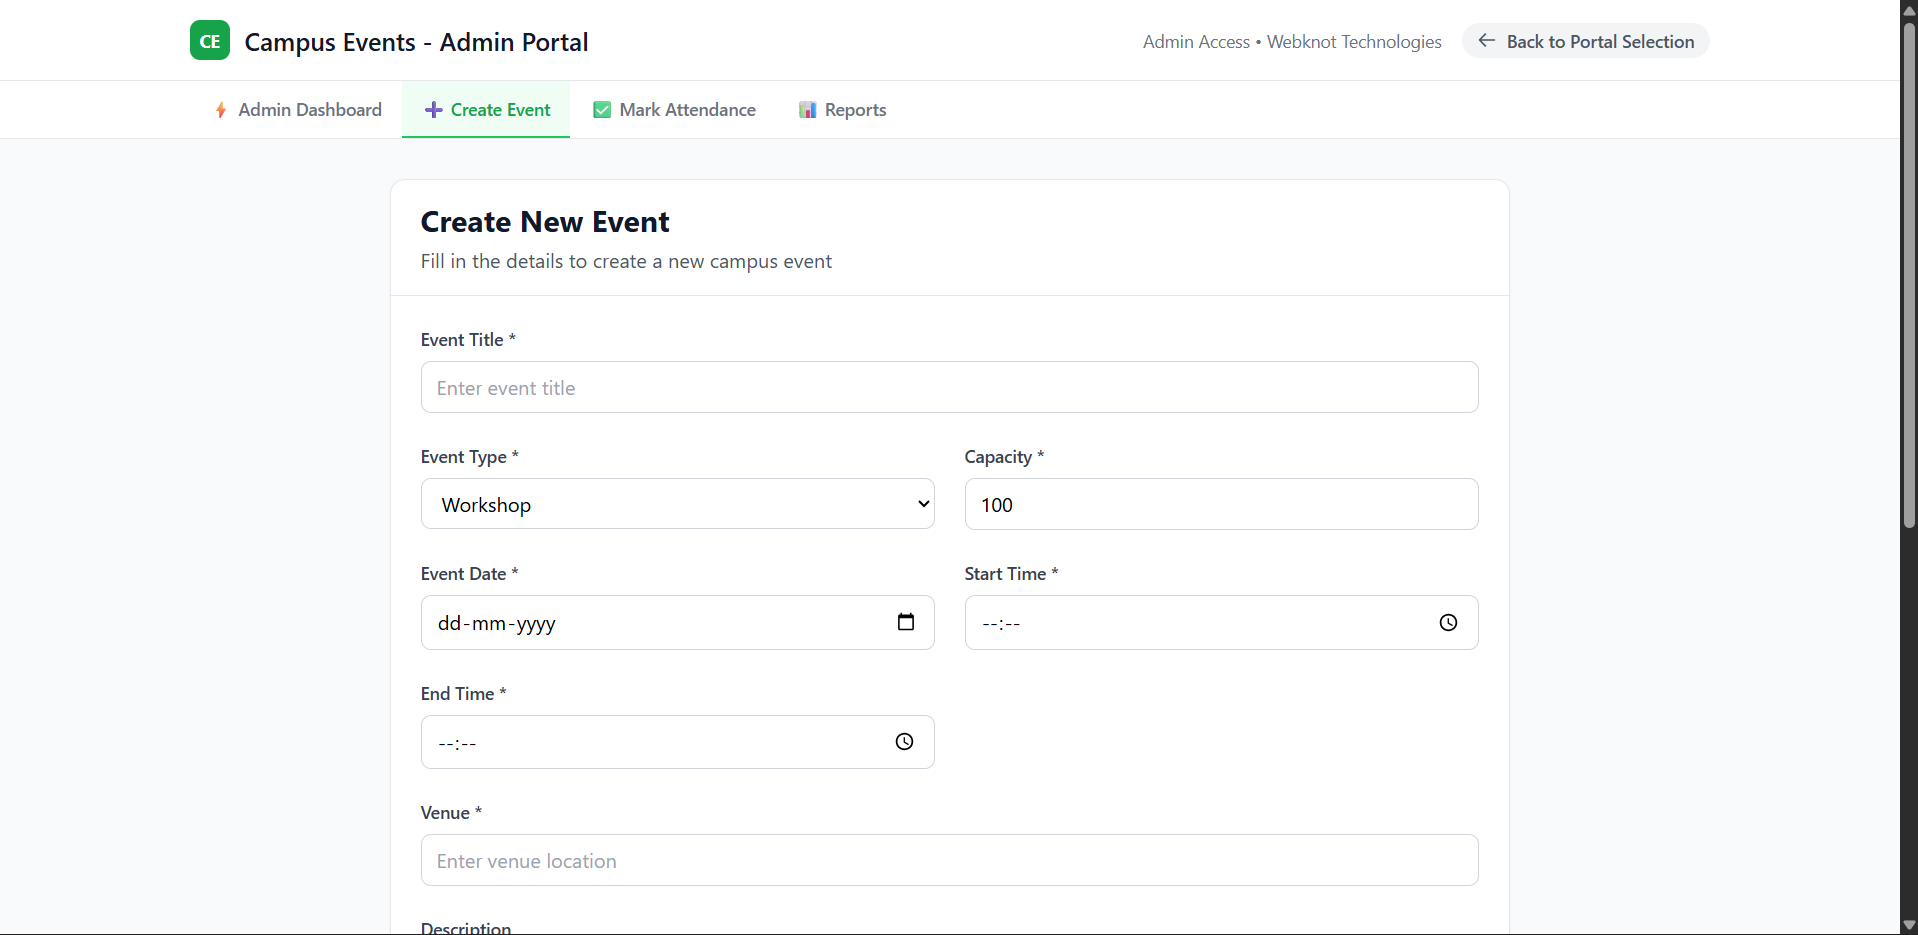 CE Campus Events - Admin Portal
Admin Access • Webknot Technologies
← Back to Portal Selection
Admin Dashboard
Create Event
Mark Attendance
Reports
Create New Event
Fill in the details to create a new campus event
Event Title *
Enter event title
Event Type *
Capacity *
Workshop
100
Event Date *
Start Time *
dd-mm-yyyy
--:--
End Time *
--:--
Venue *
Enter venue location
Description